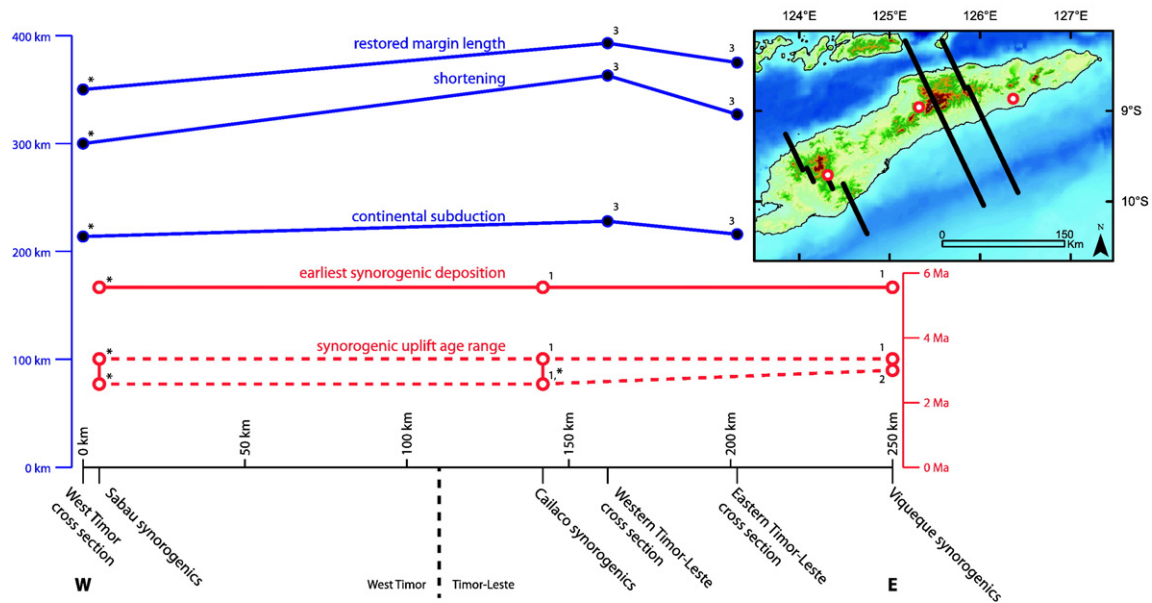 124°E
125°E
126°E
127°E
9°S
10°S
0
150
Km
N
400 km
300 km
200 km
100 km
0 km
restored margin length
*
3
3
shortening
*
3
3
continental subduction
*
3
3
earliest synorogenic deposition
*
1
1
synorogenic uplift age range
*
1
1
*
1,*
2
6 Ma
4 Ma
2 Ma
0 Ma
0 km
50 km
100 km
150 km
200 km
250 km
West Timor
cross section
Sabau synorogenics
Cailaco synorogenics
Western Timor-Leste
cross section
Eastern Timor-Leste
cross section
Viqueque synorogenics
W
West Timor
Timor-Leste
E